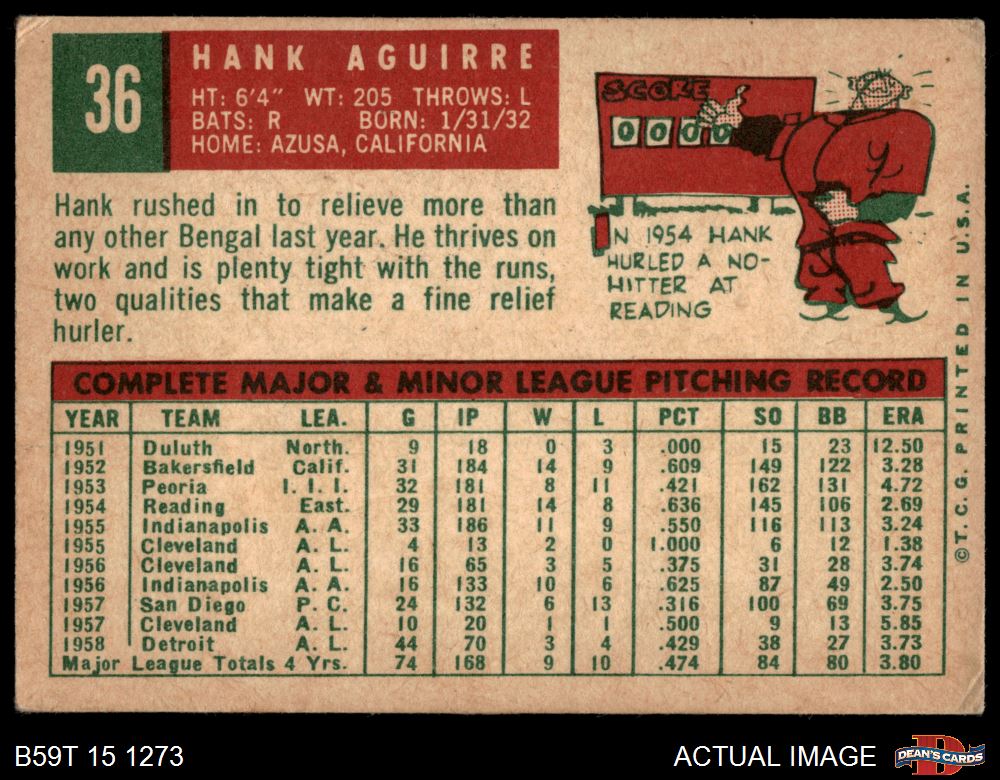 36
HANK AGUIRRE
HT: 6'4" WT: 205 THROWS: L
BATS: R BORN: 1/31/32
HOME: AZUSA, CALIFORNIA
Hank rushed in to relieve more than
any other Bengal last year. He thrives on
work and is plenty tight with the runs,
two qualities that make a fine relief
hurler.
SCORE
0 0 0 0
IN 1954 HANK
HURLED A NO-
HITTER AT
READING
COMPLETE MAJOR & MINOR LEAGUE PITCHING RECORD
YEAR TEAM LEA. G IP W L PCT SO BB ERA
1951 Duluth North. 9 18 0 3 .000 15 23 12.50
1952 Bakersfield Calif. 31 184 14 9 .609 149 122 3.28
1953 Peoria I. I. I. 32 181 8 11 .421 162 131 4.72
1954 Reading East. 29 181 14 8 .636 145 106 2.69
1955 Indianapolis A. A. 33 186 11 9 .550 116 113 3.24
1955 Cleveland A. L. 4 13 2 0 1.000 6 12 1.38
1956 Cleveland A. L. 16 65 3 5 .375 31 28 3.74
1956 Indianapolis A. A. 16 133 10 6 .625 87 49 2.50
1957 San Diego P. C. 24 132 6 13 .316 100 69 3.75
1957 Cleveland A. L. 10 20 1 1 .500 9 13 5.85
1958 Detroit A. L. 44 70 3 4 .429 38 27 3.73
Major League Totals 4 Yrs. 74 168 9 10 .474 84 80 3.80
© T. C. G. PRINTED IN U.S.A.
B59T 15 1273
ACTUAL IMAGE
DEAN'S CARDS